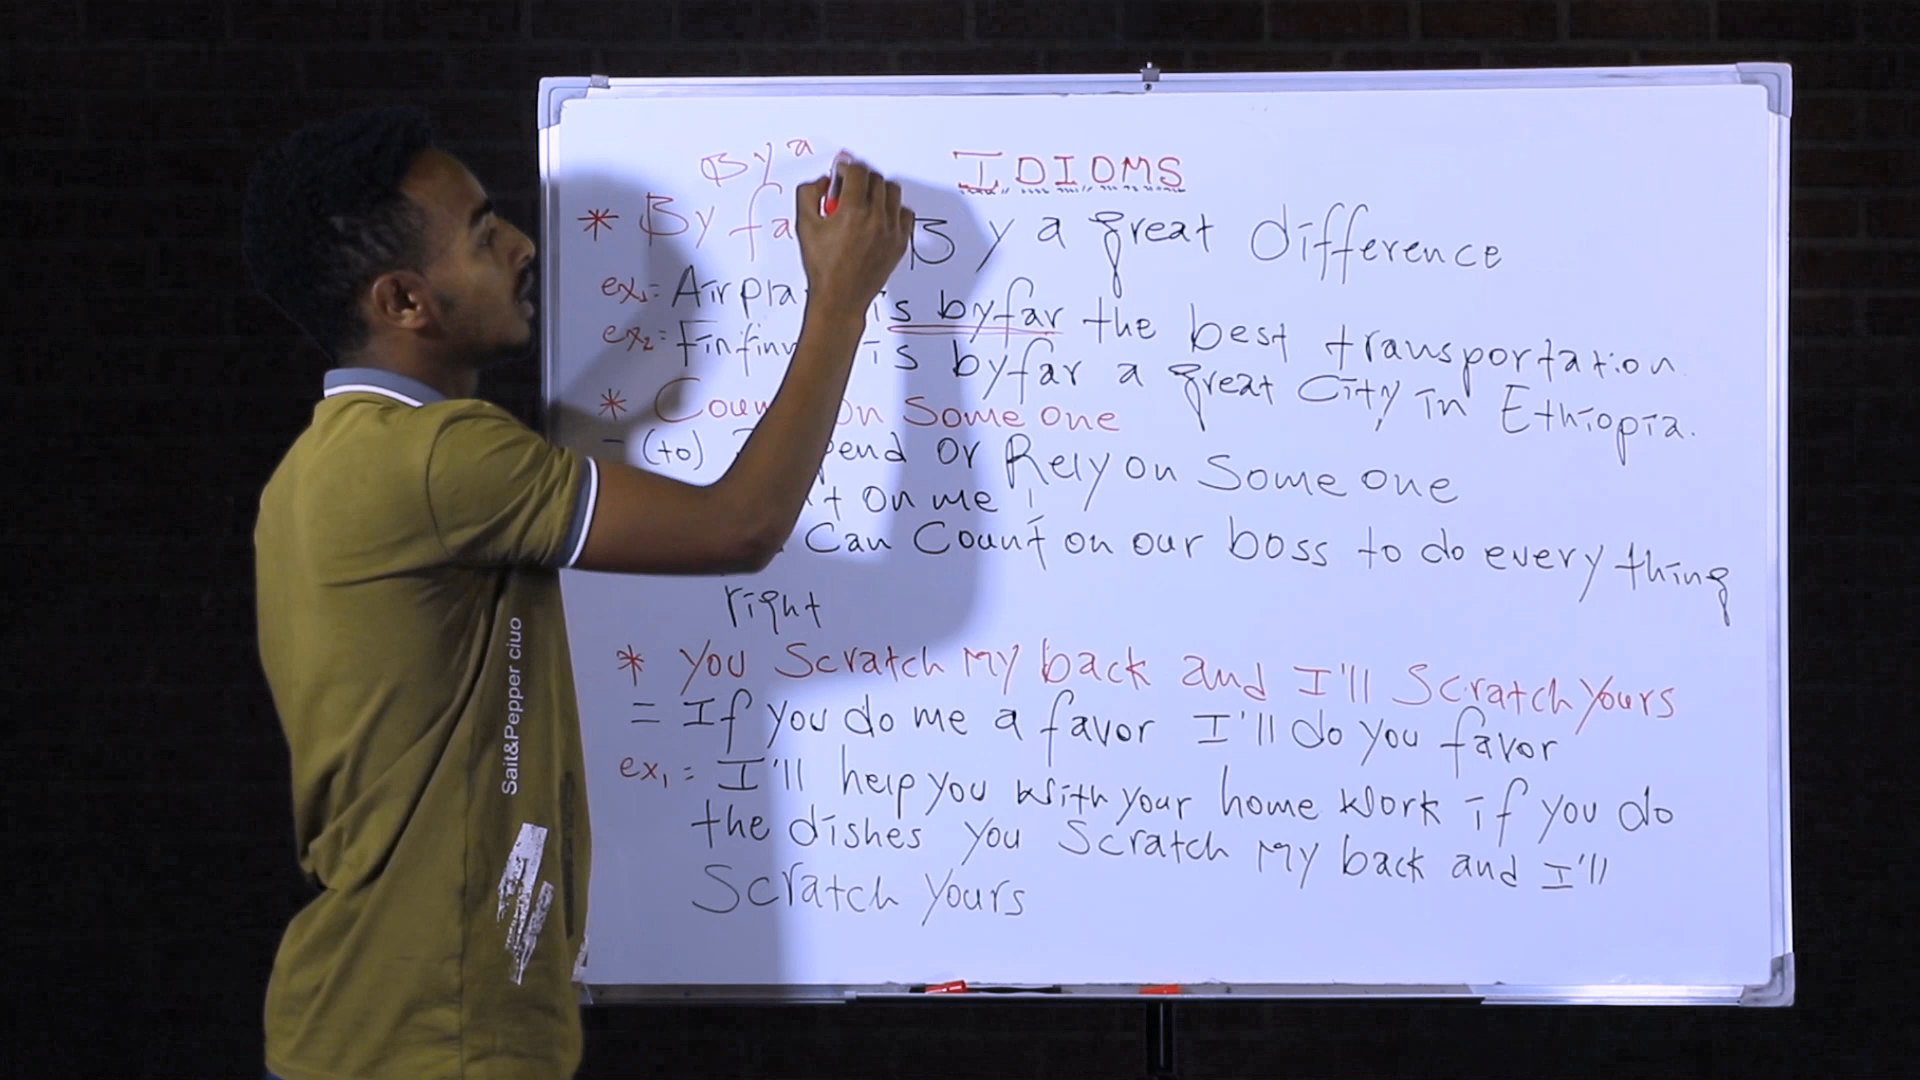 By a
IDIOMS
* By fa By a great difference
ex1= Airpla is byfar the best transportation
ex2= Finfinn is byfar a great City in Ethiopia.
* Coun on Some one
- (to) pend or Rely on Some one
t on me !
Can Count on our boss to do every thing
right
* You Scratch My back and I'll Scratch yours
= If you do me a favor I'll do you favor
ex1= I'll help you with your home work if you do
the dishes you Scratch My back and I'll
Scratch yours
Sait&Pepper ciuo